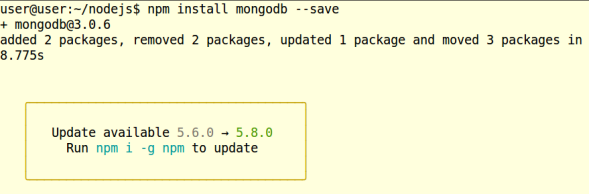 user@user:~/nodejs$ npm install mongodb --save
+ mongodb@3.0.6
added 2 packages, removed 2 packages, updated 1 package and moved 3 packages in
8.775s
Update available 5.6.0 → 5.8.0
Run npm i -g npm to update